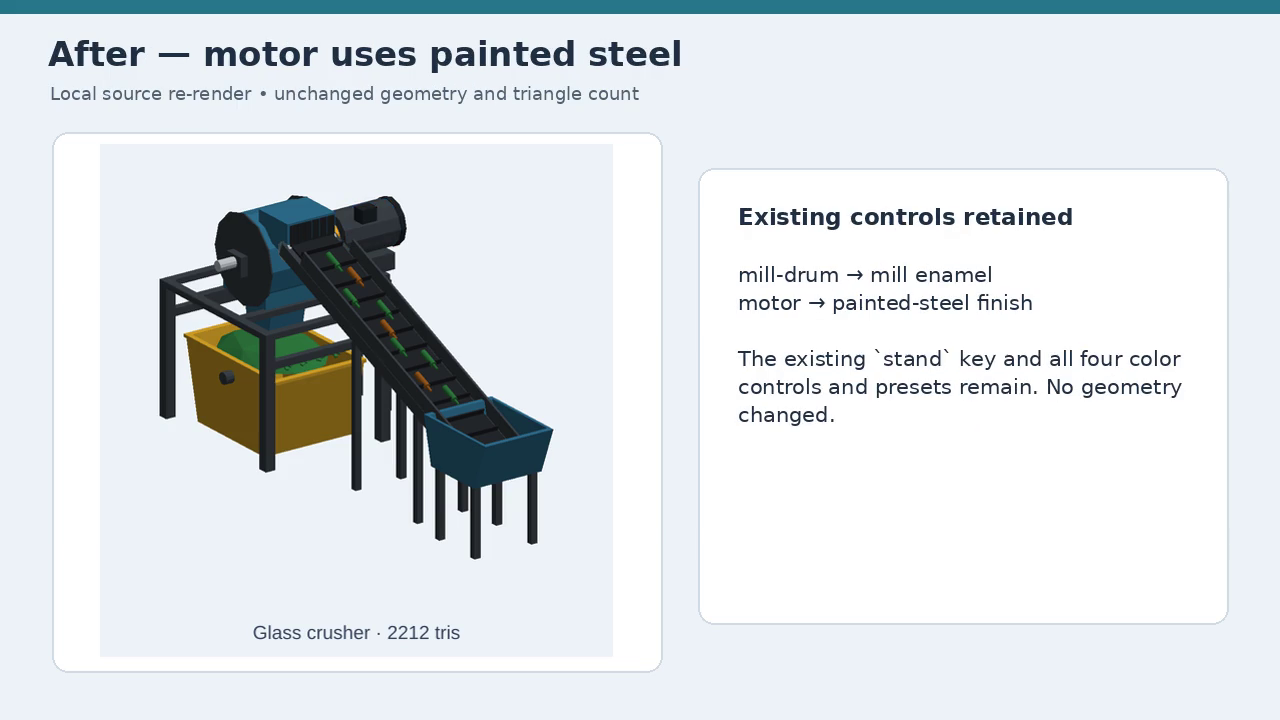 After — motor uses painted steel
Local source re-render • unchanged geometry and triangle count
Glass crusher · 2212 tris
Existing controls retained
mill-drum → mill enamel
motor → painted-steel finish
The existing `stand` key and all four color
controls and presets remain. No geometry
changed.